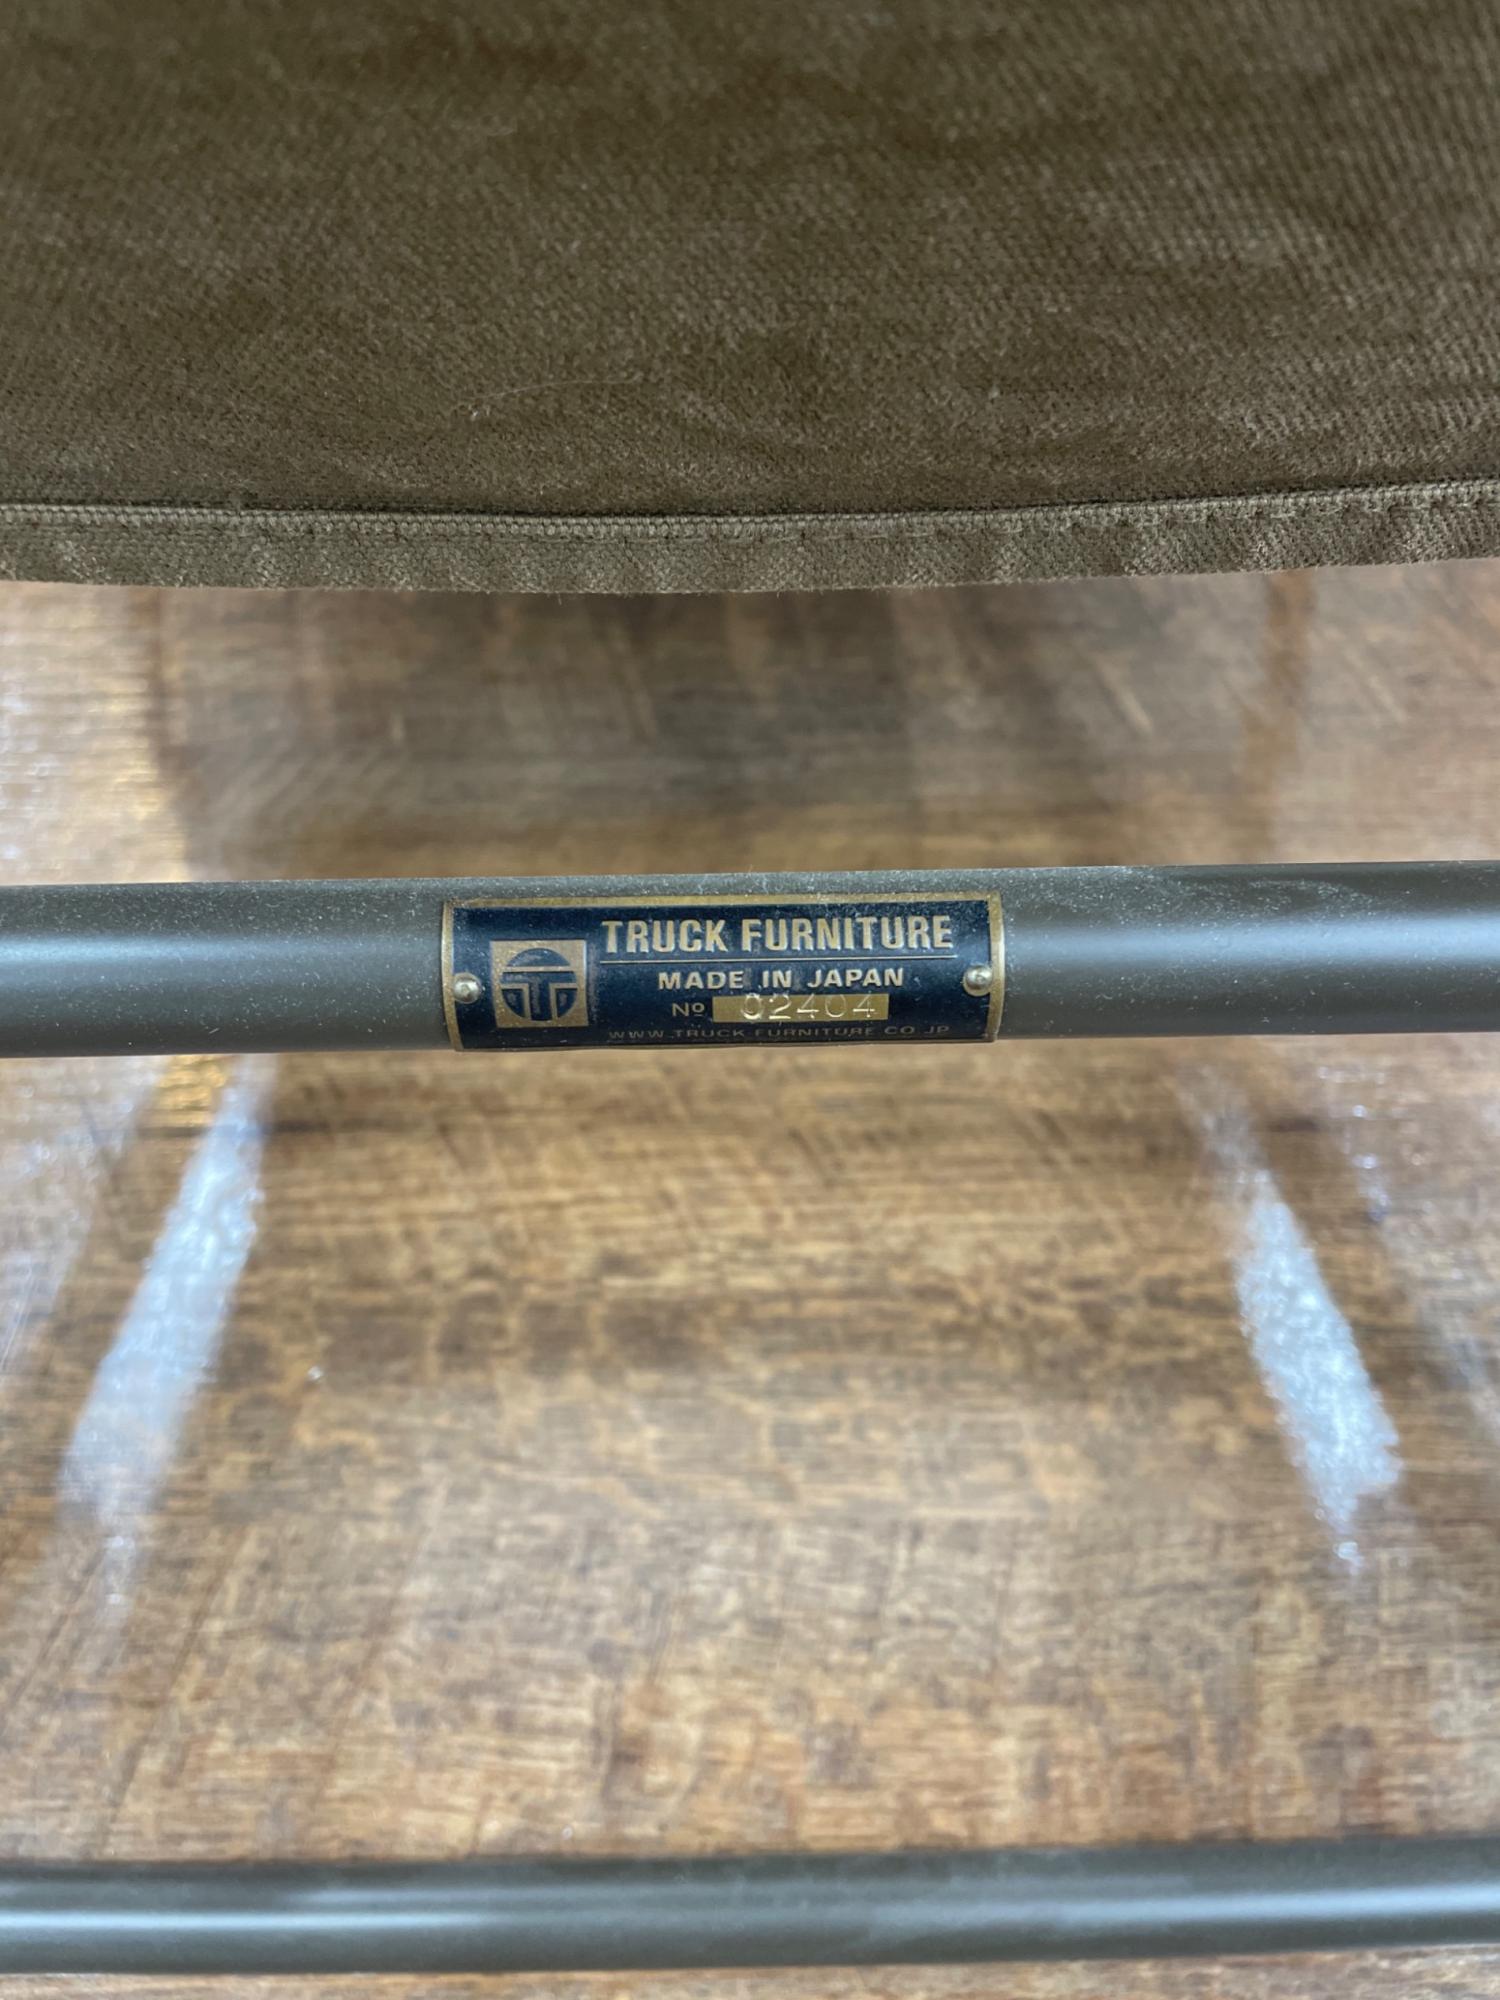 TRUCK FURNITURE
MADE IN JAPAN
No 02404
WWW.TRUCK-FURNITURE.CO.JP